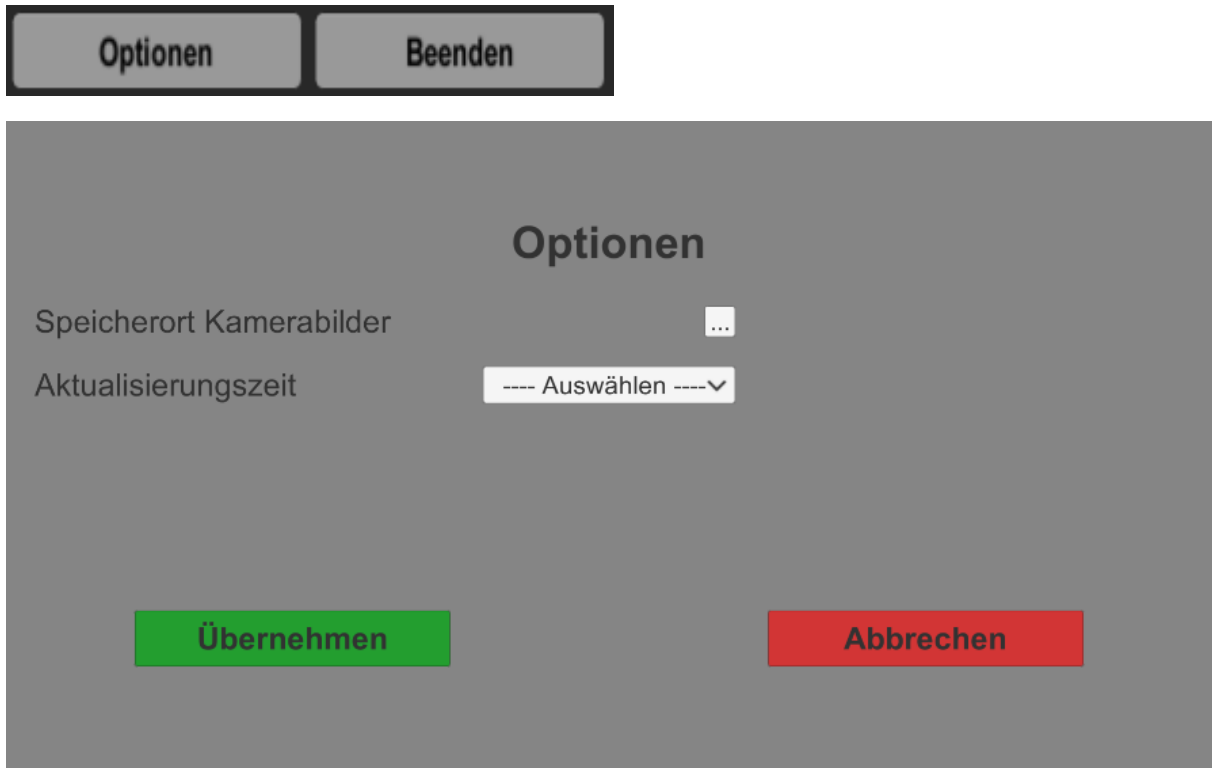 Optionen Beenden
Optionen
Speicherort Kamerabilder ...
Aktualisierungszeit ---- Auswählen ----
Übernehmen Abbrechen